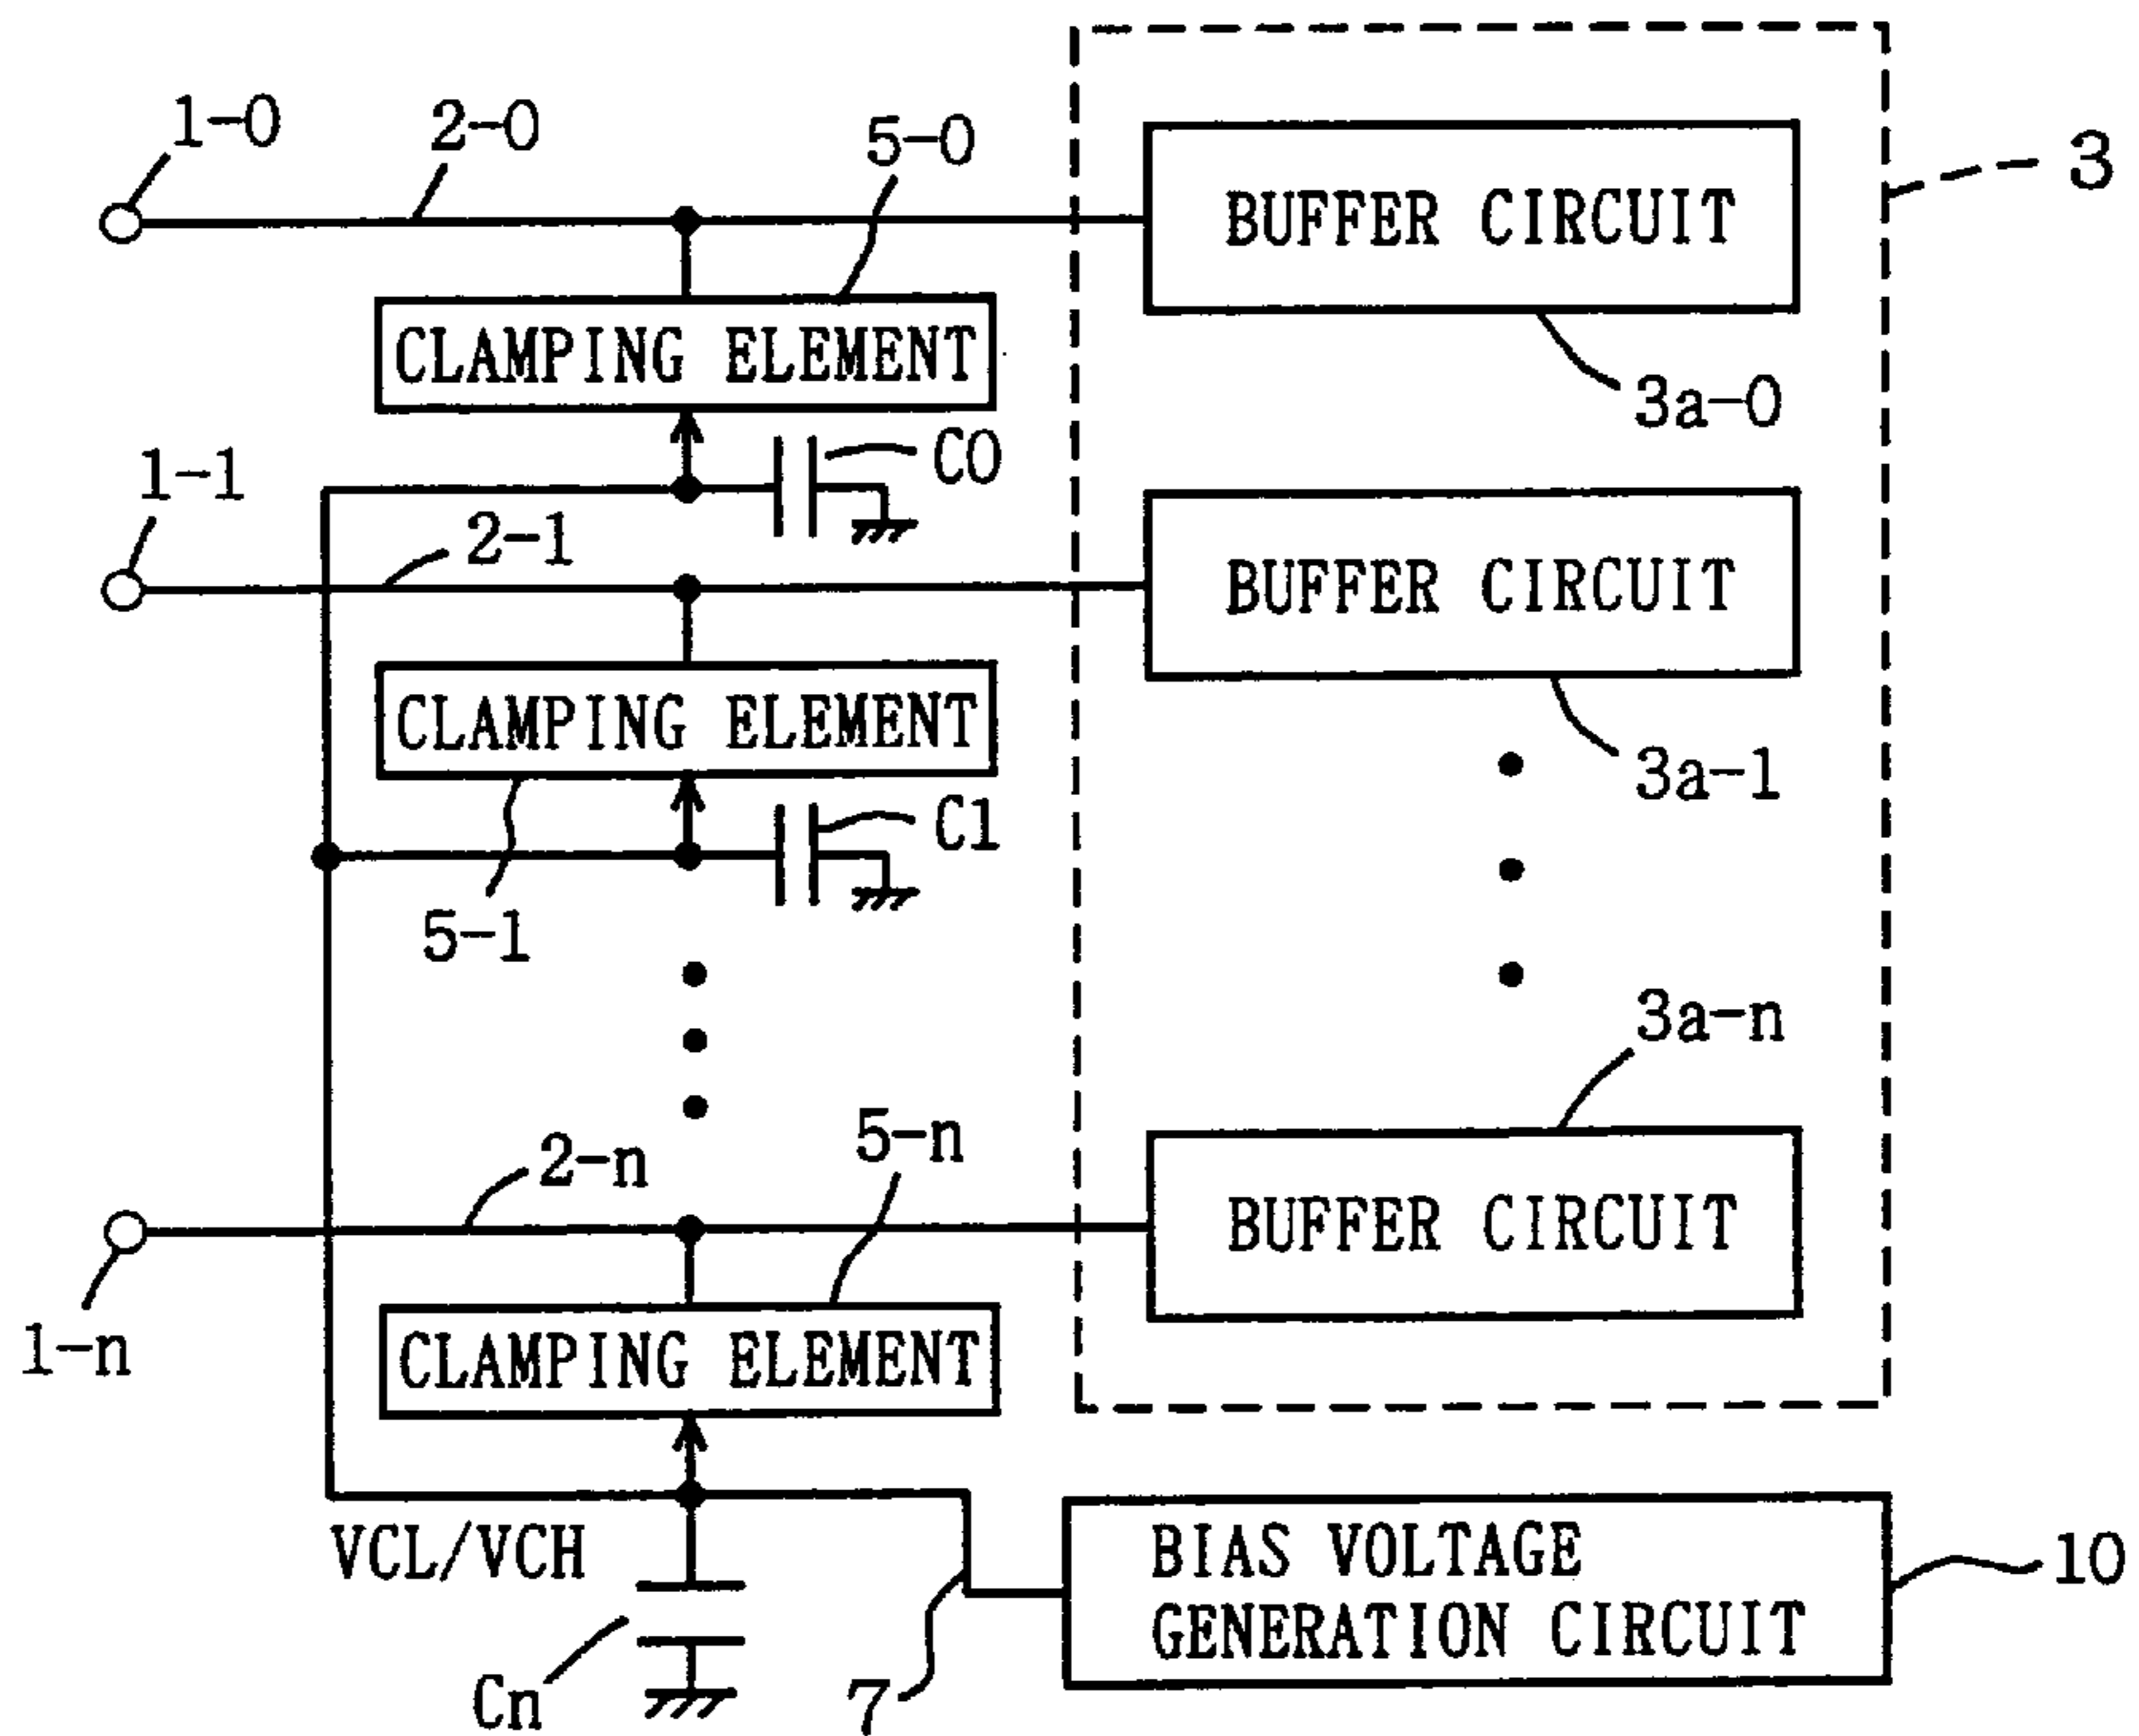 1-0
2-0
5-0
BUFFER CIRCUIT
3
CLAMPING ELEMENT
3a-0
C0
1-1
2-1
BUFFER CIRCUIT
CLAMPING ELEMENT
3a-1
C1
5-1
3a-n
5-n
2-n
BUFFER CIRCUIT
1-n
CLAMPING ELEMENT
VCL/VCH
BIAS VOLTAGE
GENERATION CIRCUIT
10
Cn
7